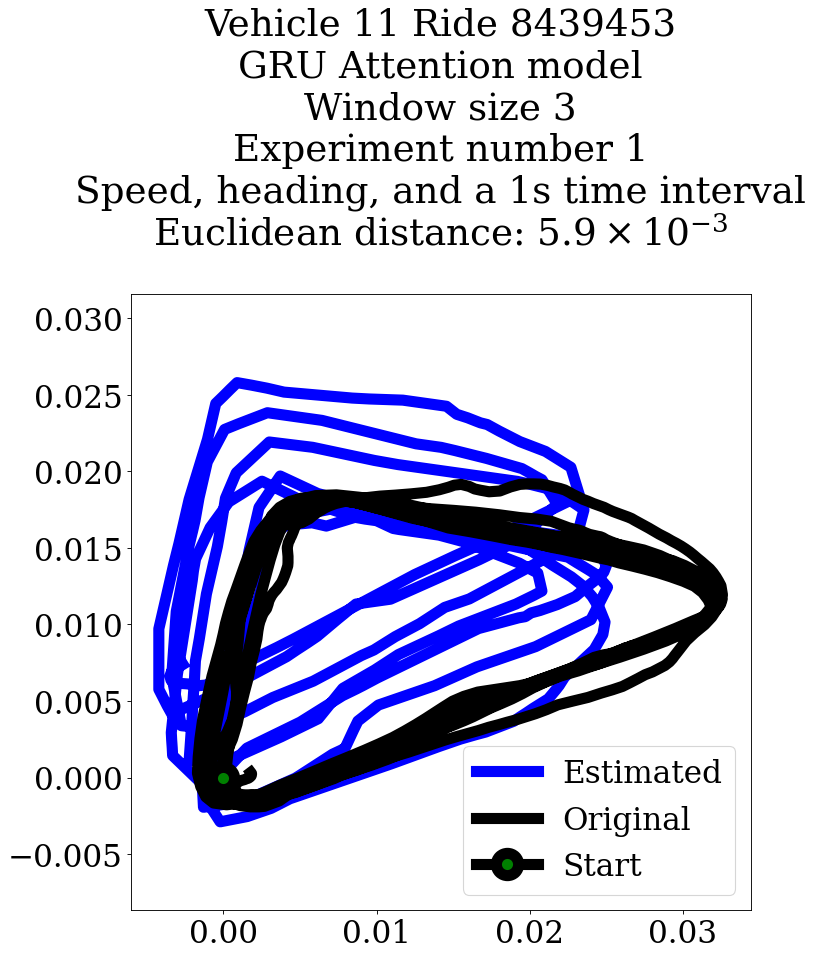 Vehicle 11 Ride 8439453
GRU Attention model
Window size 3
Experiment number 1
Speed, heading, and a 1s time interval
Euclidean distance: 5.9 × 10⁻³
0.030
0.025
0.020
0.015
0.010
0.005
0.000
−0.005
0.00 0.01 0.02 0.03
Estimated
Original
Start